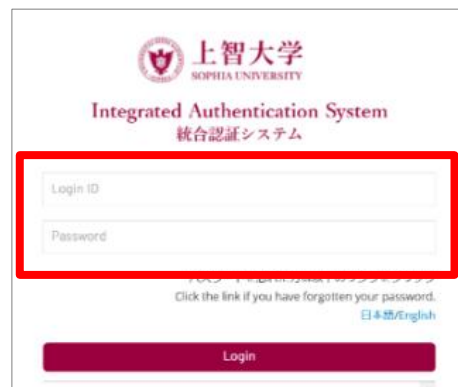 上智大学
SOPHIA UNIVERSITY
Integrated Authentication System
統合認証システム
Login ID
Password
Click the link if you have forgotten your password.
日本語/English
Login